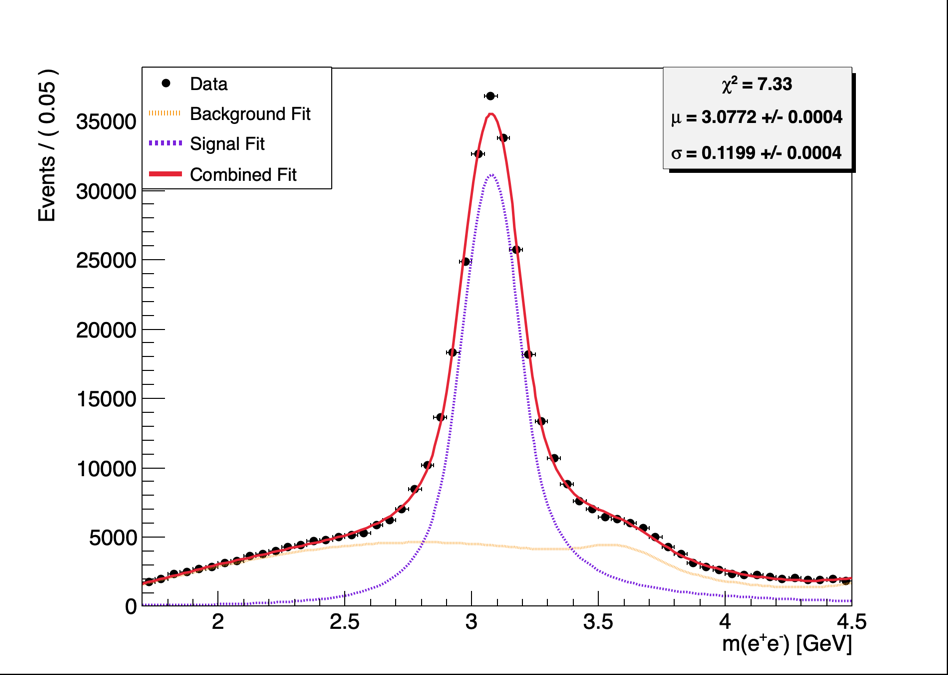 Events / ( 0.05 )
Data
Background Fit
Signal Fit
Combined Fit
χ² = 7.33
μ = 3.0772 +/- 0.0004
σ = 0.1199 +/- 0.0004
35000
30000
25000
20000
15000
10000
5000
0
2 2.5 3 3.5 4 4.5
m(e⁺e⁻) [GeV]